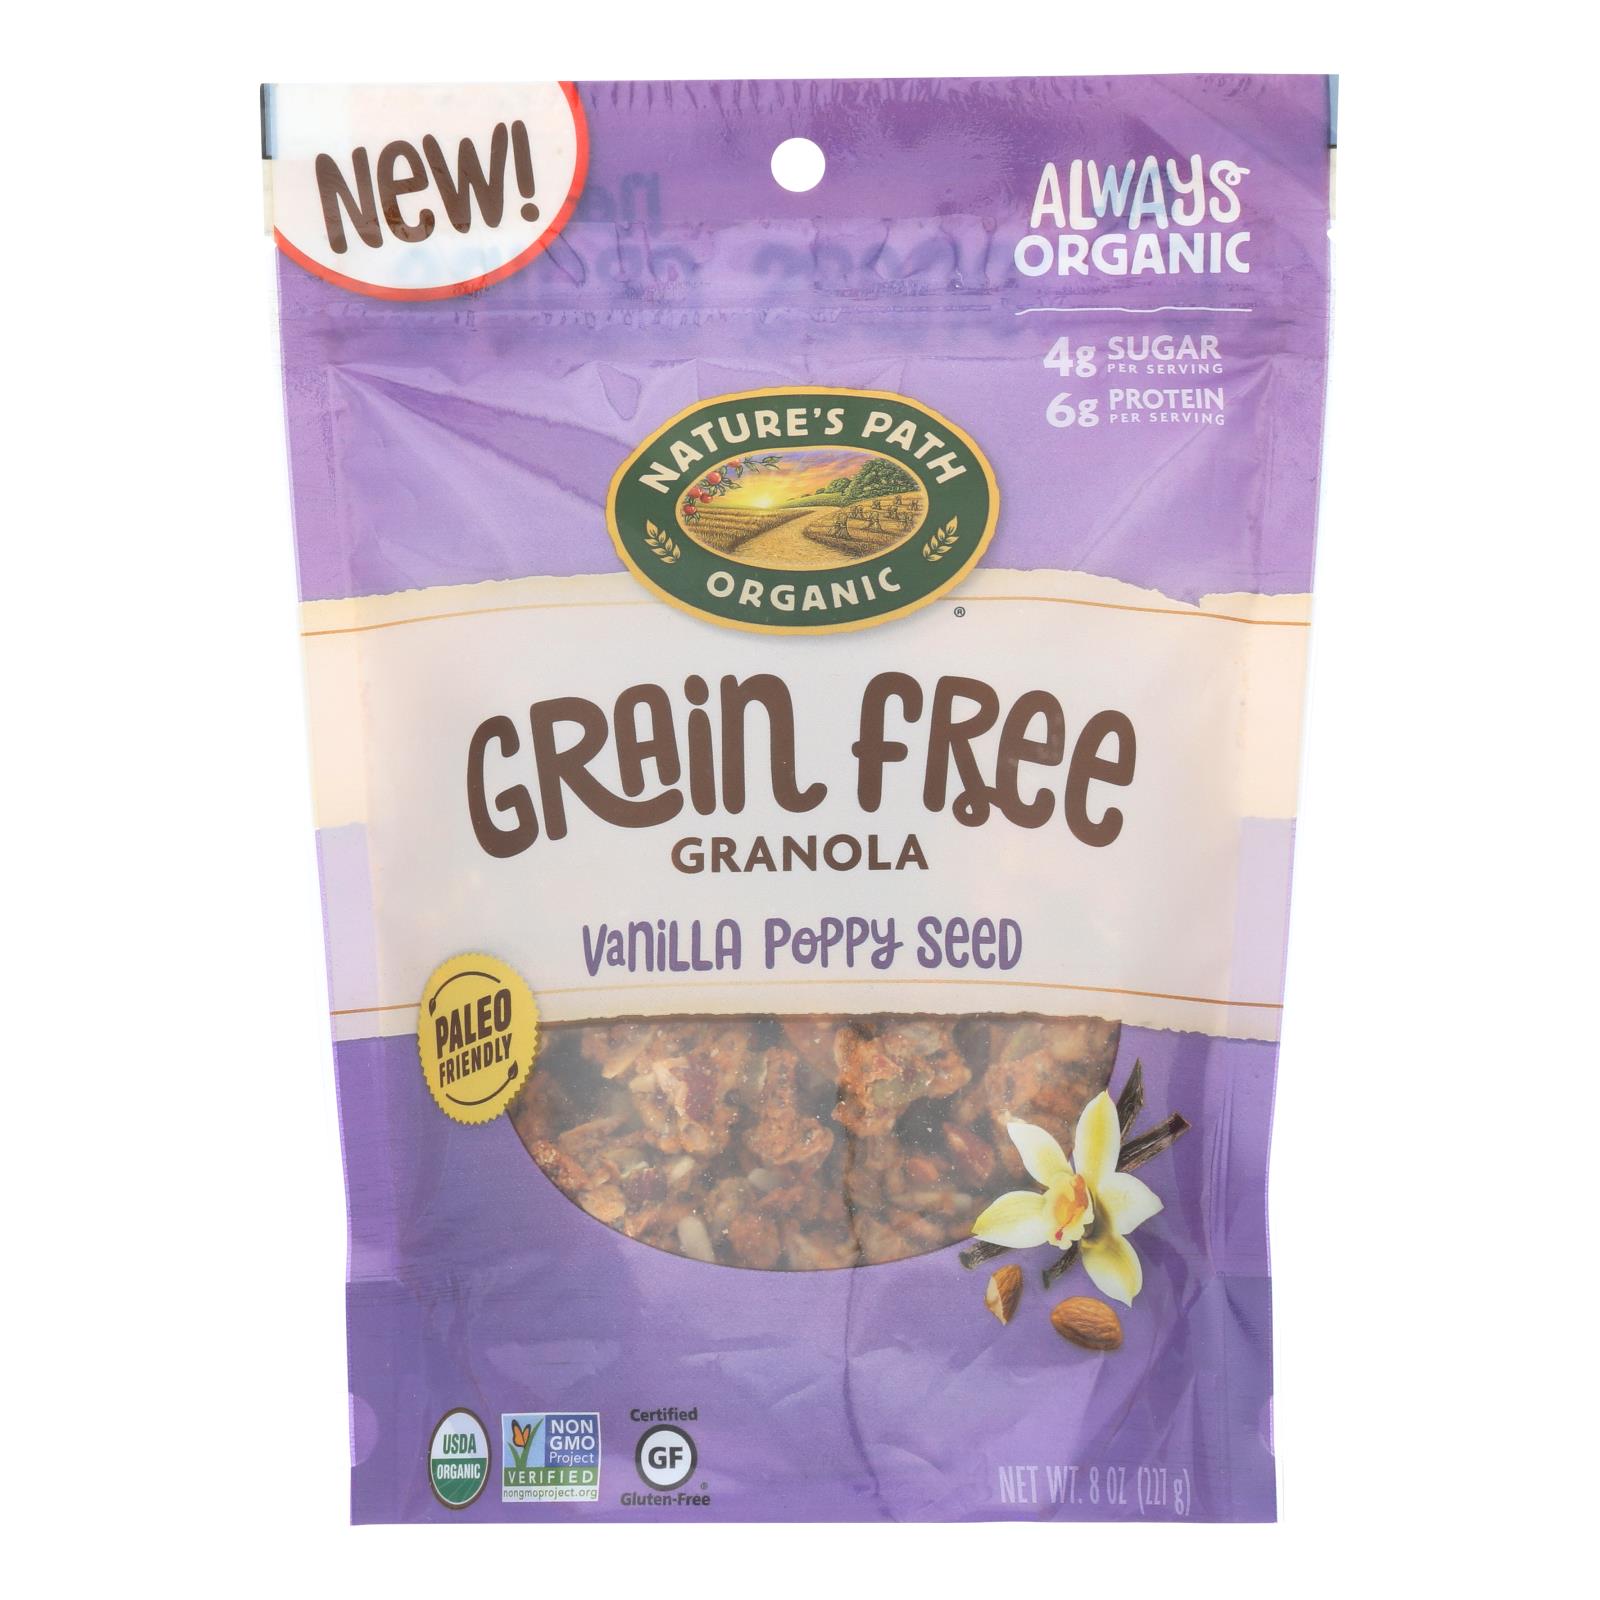 New!
ALWAYS
ORGANIC
4g SUGAR
PER SERVING
6g PROTEIN
PER SERVING
NATURE'S PATH
ORGANIC
®
GRAIN FREE
GRANOLA
VANILLA POPPY SEED
PALEO
FRIENDLY
USDA
ORGANIC
NON
GMO
Project
VERIFIED
nongmoproject.org
Certified
GF
®
Gluten-Free
NET WT. 8 OZ (227 g)